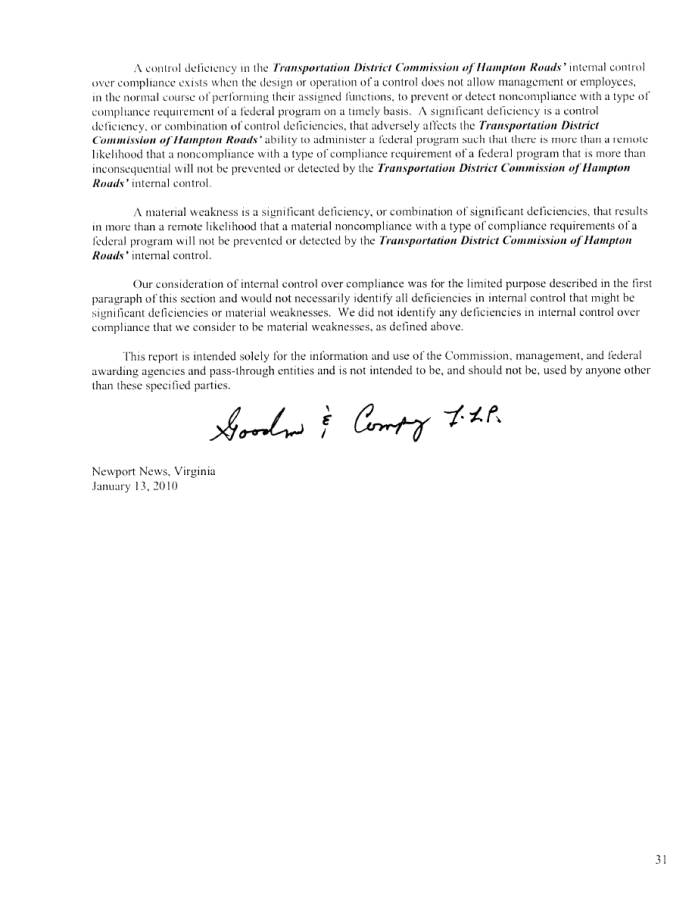 A control deficiency in the Transportation District Commission of Hampton Roads' internal control
over compliance exists when the design or operation of a control does not allow management or employees,
in the normal course of performing their assigned functions, to prevent or detect noncompliance with a type of
compliance requirement of a federal program on a timely basis. A significant deficiency is a control
deficiency, or combination of control deficiencies, that adversely affects the Transportation District
Commission of Hampton Roads' ability to administer a federal program such that there is more than a remote
likelihood that a noncompliance with a type of compliance requirement of a federal program that is more than
inconsequential will not be prevented or detected by the Transportation District Commission of Hampton
Roads' internal control.
A material weakness is a significant deficiency, or combination of significant deficiencies, that results
in more than a remote likelihood that a material noncompliance with a type of compliance requirements of a
federal program will not be prevented or detected by the Transportation District Commission of Hampton
Roads' internal control.
Our consideration of internal control over compliance was for the limited purpose described in the first
paragraph of this section and would not necessarily identify all deficiencies in internal control that might be
significant deficiencies or material weaknesses. We did not identify any deficiencies in internal control over
compliance that we consider to be material weaknesses, as defined above.
This report is intended solely for the information and use of the Commission, management, and federal
awarding agencies and pass-through entities and is not intended to be, and should not be, used by anyone other
than these specified parties.
& L.L.P.
Newport News, Virginia
January 13, 2010
31